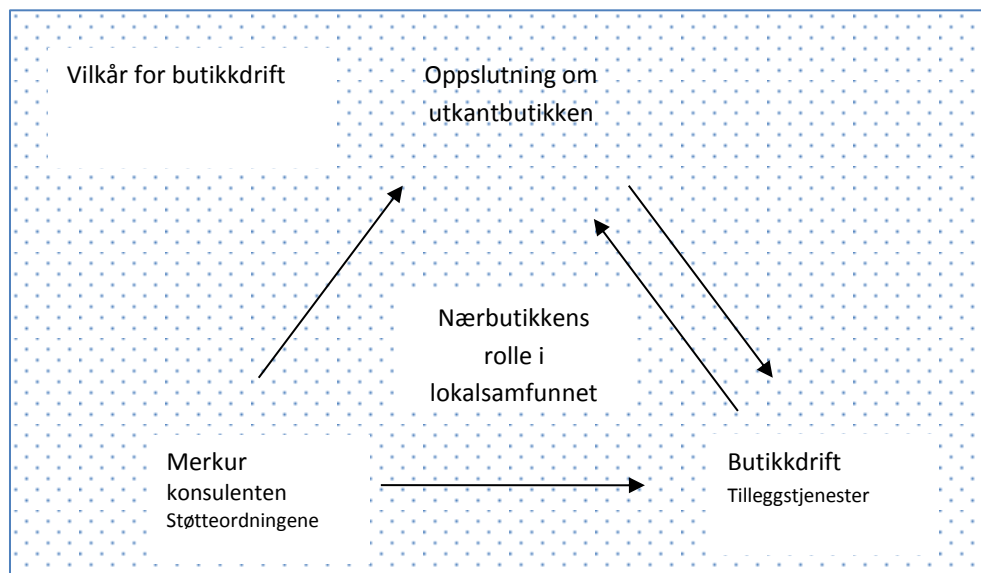 Vilkår for butikkdrift
Oppslutning om
utkantbutikken
Nærbutikkens
rolle i
lokalsamfunnet
Merkur
konsulenten
Støtteordningene
Butikkdrift
Tilleggstjenester